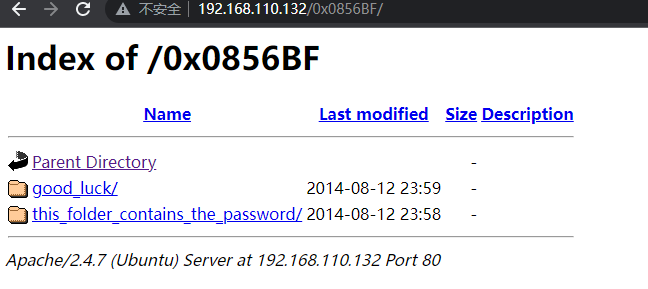 不安全 | 192.168.110.132/0x0856BF/
Index of /0x0856BF
Name Last modified Size Description
Parent Directory -
good_luck/ 2014-08-12 23:59 -
this_folder_contains_the_password/ 2014-08-12 23:58 -
Apache/2.4.7 (Ubuntu) Server at 192.168.110.132 Port 80